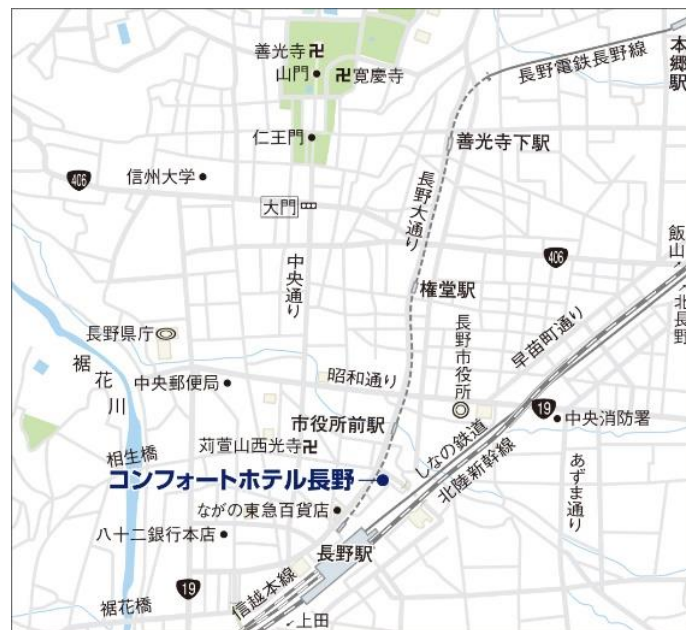 善光寺卍
山門
卍寛慶寺
長野電鉄長野線
本郷駅
仁王門
善光寺下駅
406
信州大学
大門
長野大通り
中央通り
406
飯山
権堂駅
北長野
長野県庁
長野市役所
早苗町通り
裾花川
中央郵便局
昭和通り
19
中央消防署
市役所前駅
しなの鉄道
北陸新幹線
苅萱山西光寺卍
相生橋
あずま通り
コンフォートホテル長野→
ながの東急百貨店
八十二銀行本店
長野駅
19
信越本線
裾花橋
←上田